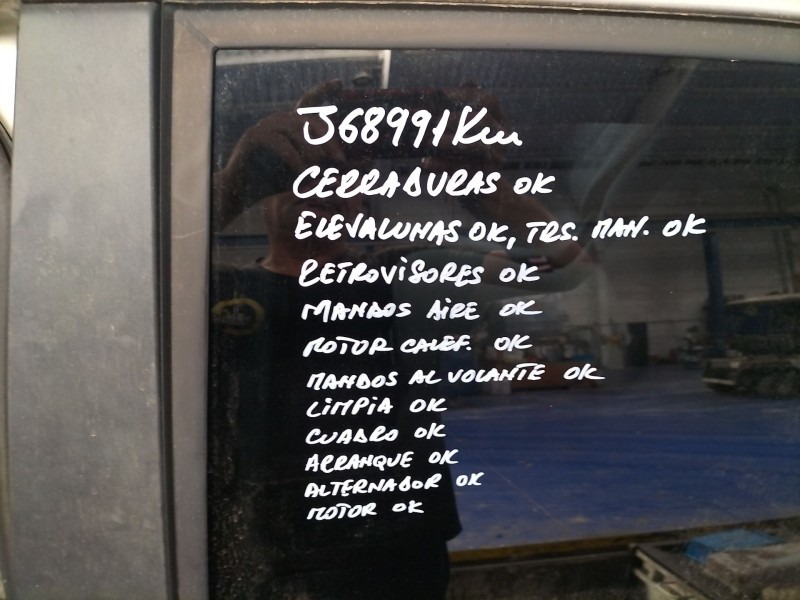 J68991Km
CERRADURAS OK
ELEVALUNAS OK, TRS. MAN. OK
RETROVISORES OK
MANDOS AIRE OK
MOTOR CALEF. OK
MANDOS AL VOLANTE OK
LIMPIA OK
CUADRO OK
ARRANQUE OK
ALTERNADOR OK
MOTOR OK